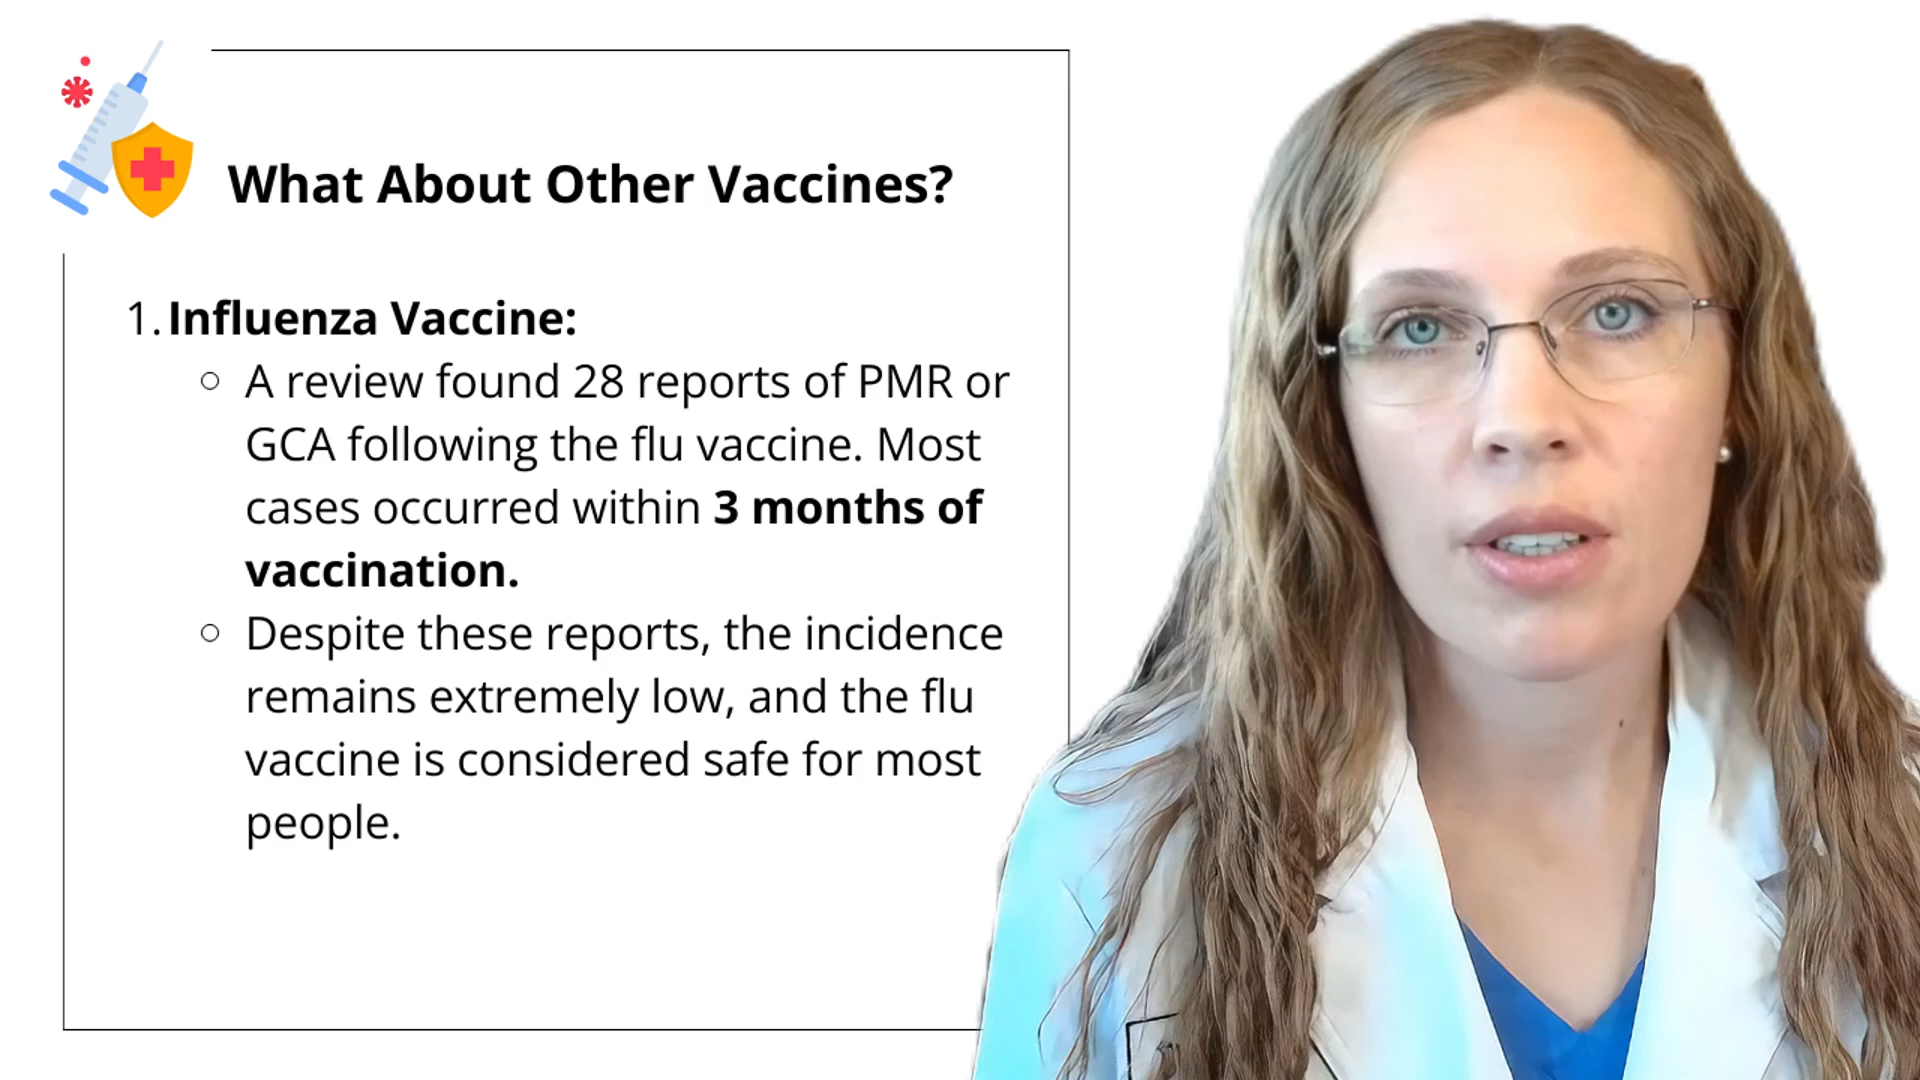 What About Other Vaccines?
1. Influenza Vaccine:
○ A review found 28 reports of PMR or
GCA following the flu vaccine. Most
cases occurred within 3 months of
vaccination.
○ Despite these reports, the incidence
remains extremely low, and the flu
vaccine is considered safe for most
people.